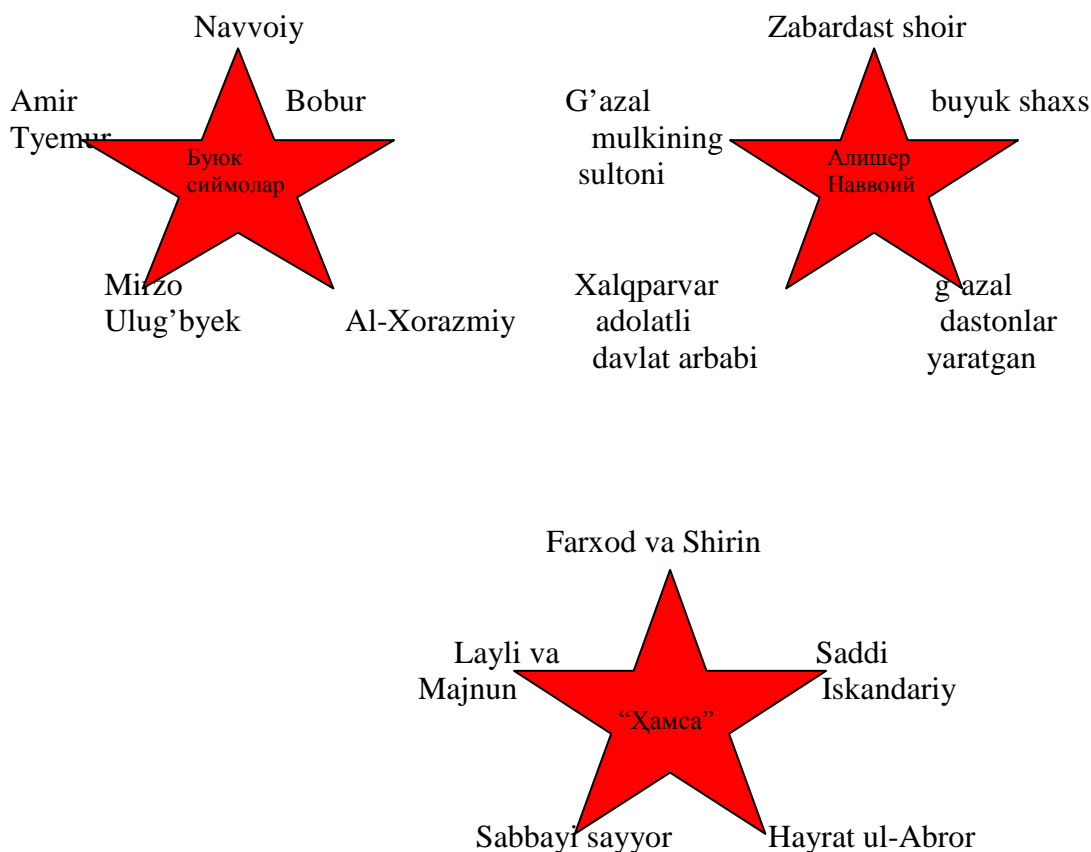 Navvoiy
Amir
Tyemur
Bobur
Буюк
сиймолар
Mirzo
Ulug’byek
Al-Xorazmiy
Zabardast shoir
G’azal
mulkining
sultoni
buyuk shaxs
Алишер
Наввоий
Xalqparvar
adolatli
davlat arbabi
g’azal
dastonlar
yaratgan
Farxod va Shirin
Layli va
Majnun
Saddi
Iskandariy
“Ҳамса”
Sabbayi sayyor
Hayrat ul-Abror